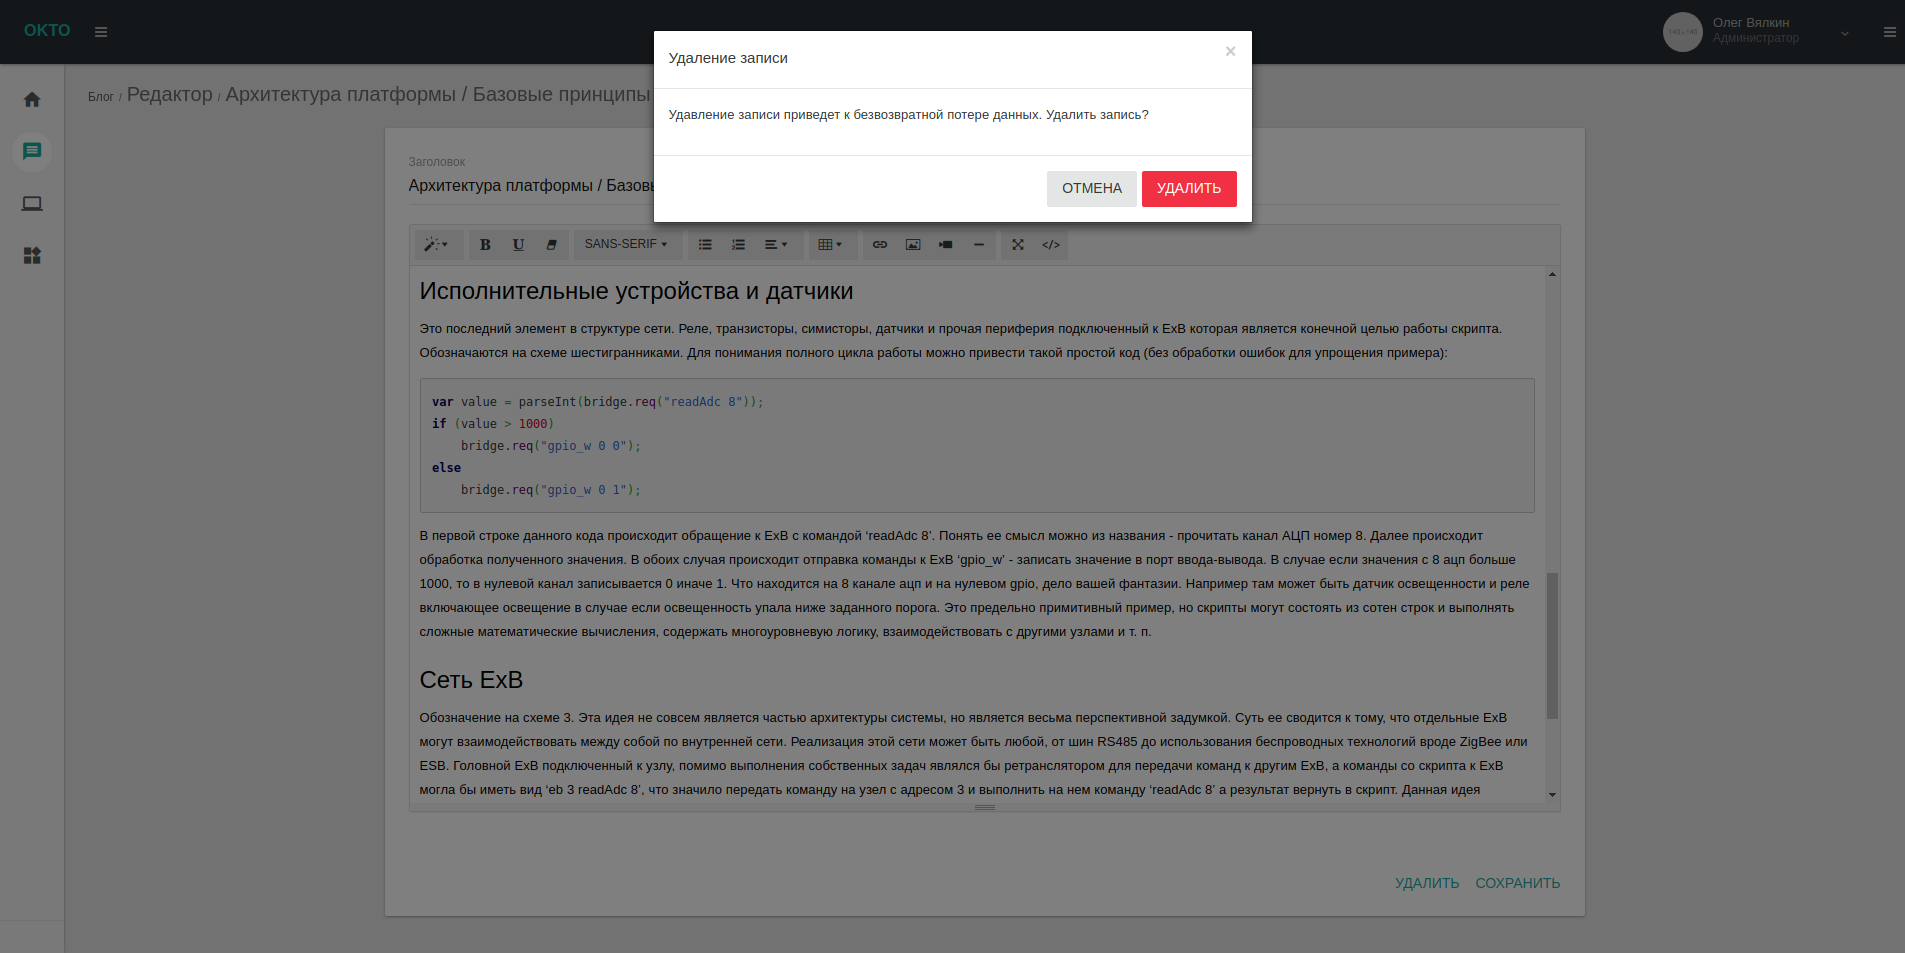 OKTO
Олег Вялкин
Администратор
Удаление записи
×
Удавление записи приведет к безвозвратной потере данных. Удалить запись?
ОТМЕНА УДАЛИТЬ
Блог / Редактор / Архитектура платформы / Базовые принципы
Заголовок
Архитектура платформы / Базовы
B U SANS-SERIF </>
Исполнительные устройства и датчики
Это последний элемент в структуре сети. Реле, транзисторы, симисторы, датчики и прочая периферия подключенный к ExB которая является конечной целью работы скрипта.
Обозначаются на схеме шестигранниками. Для понимания полного цикла работы можно привести такой простой код (без обработки ошибок для упрощения примера):
var value = parseInt(bridge.req("readAdc 8"));
if (value > 1000)
    bridge.req("gpio_w 0 0");
else
    bridge.req("gpio_w 0 1");
В первой строке данного кода происходит обращение к ExB с командой ‘readAdc 8’. Понять ее смысл можно из названия - прочитать канал АЦП номер 8. Далее происходит
обработка полученного значения. В обоих случая происходит отправка команды к ExB ‘gpio_w’ - записать значение в порт ввода-вывода. В случае если значения с 8 ацп больше
1000, то в нулевой канал записывается 0 иначе 1. Что находится на 8 канале ацп и на нулевом gpio, дело вашей фантазии. Например там может быть датчик освещенности и реле
включающее освещение в случае если освещенность упала ниже заданного порога. Это предельно примитивный пример, но скрипты могут состоять из сотен строк и выполнять
сложные математические вычисления, содержать многоуровневую логику, взаимодействовать с другими узлами и т. п.
Сеть ExB
Обозначение на схеме 3. Эта идея не совсем является частью архитектуры системы, но является весьма перспективной задумкой. Суть ее сводится к тому, что отдельные ExB
могут взаимодействовать между собой по внутренней сети. Реализация этой сети может быть любой, от шин RS485 до использования беспроводных технологий вроде ZigBee или
ESB. Головной ExB подключенный к узлу, помимо выполнения собственных задач являлся бы ретранслятором для передачи команд к другим ExB, а команды со скрипта к ExB
могла бы иметь вид ‘eb 3 readAdc 8’, что значило передать команду на узел с адресом 3 и выполнить на нем команду ‘readAdc 8’ а результат вернуть в скрипт. Данная идея
УДАЛИТЬ СОХРАНИТЬ